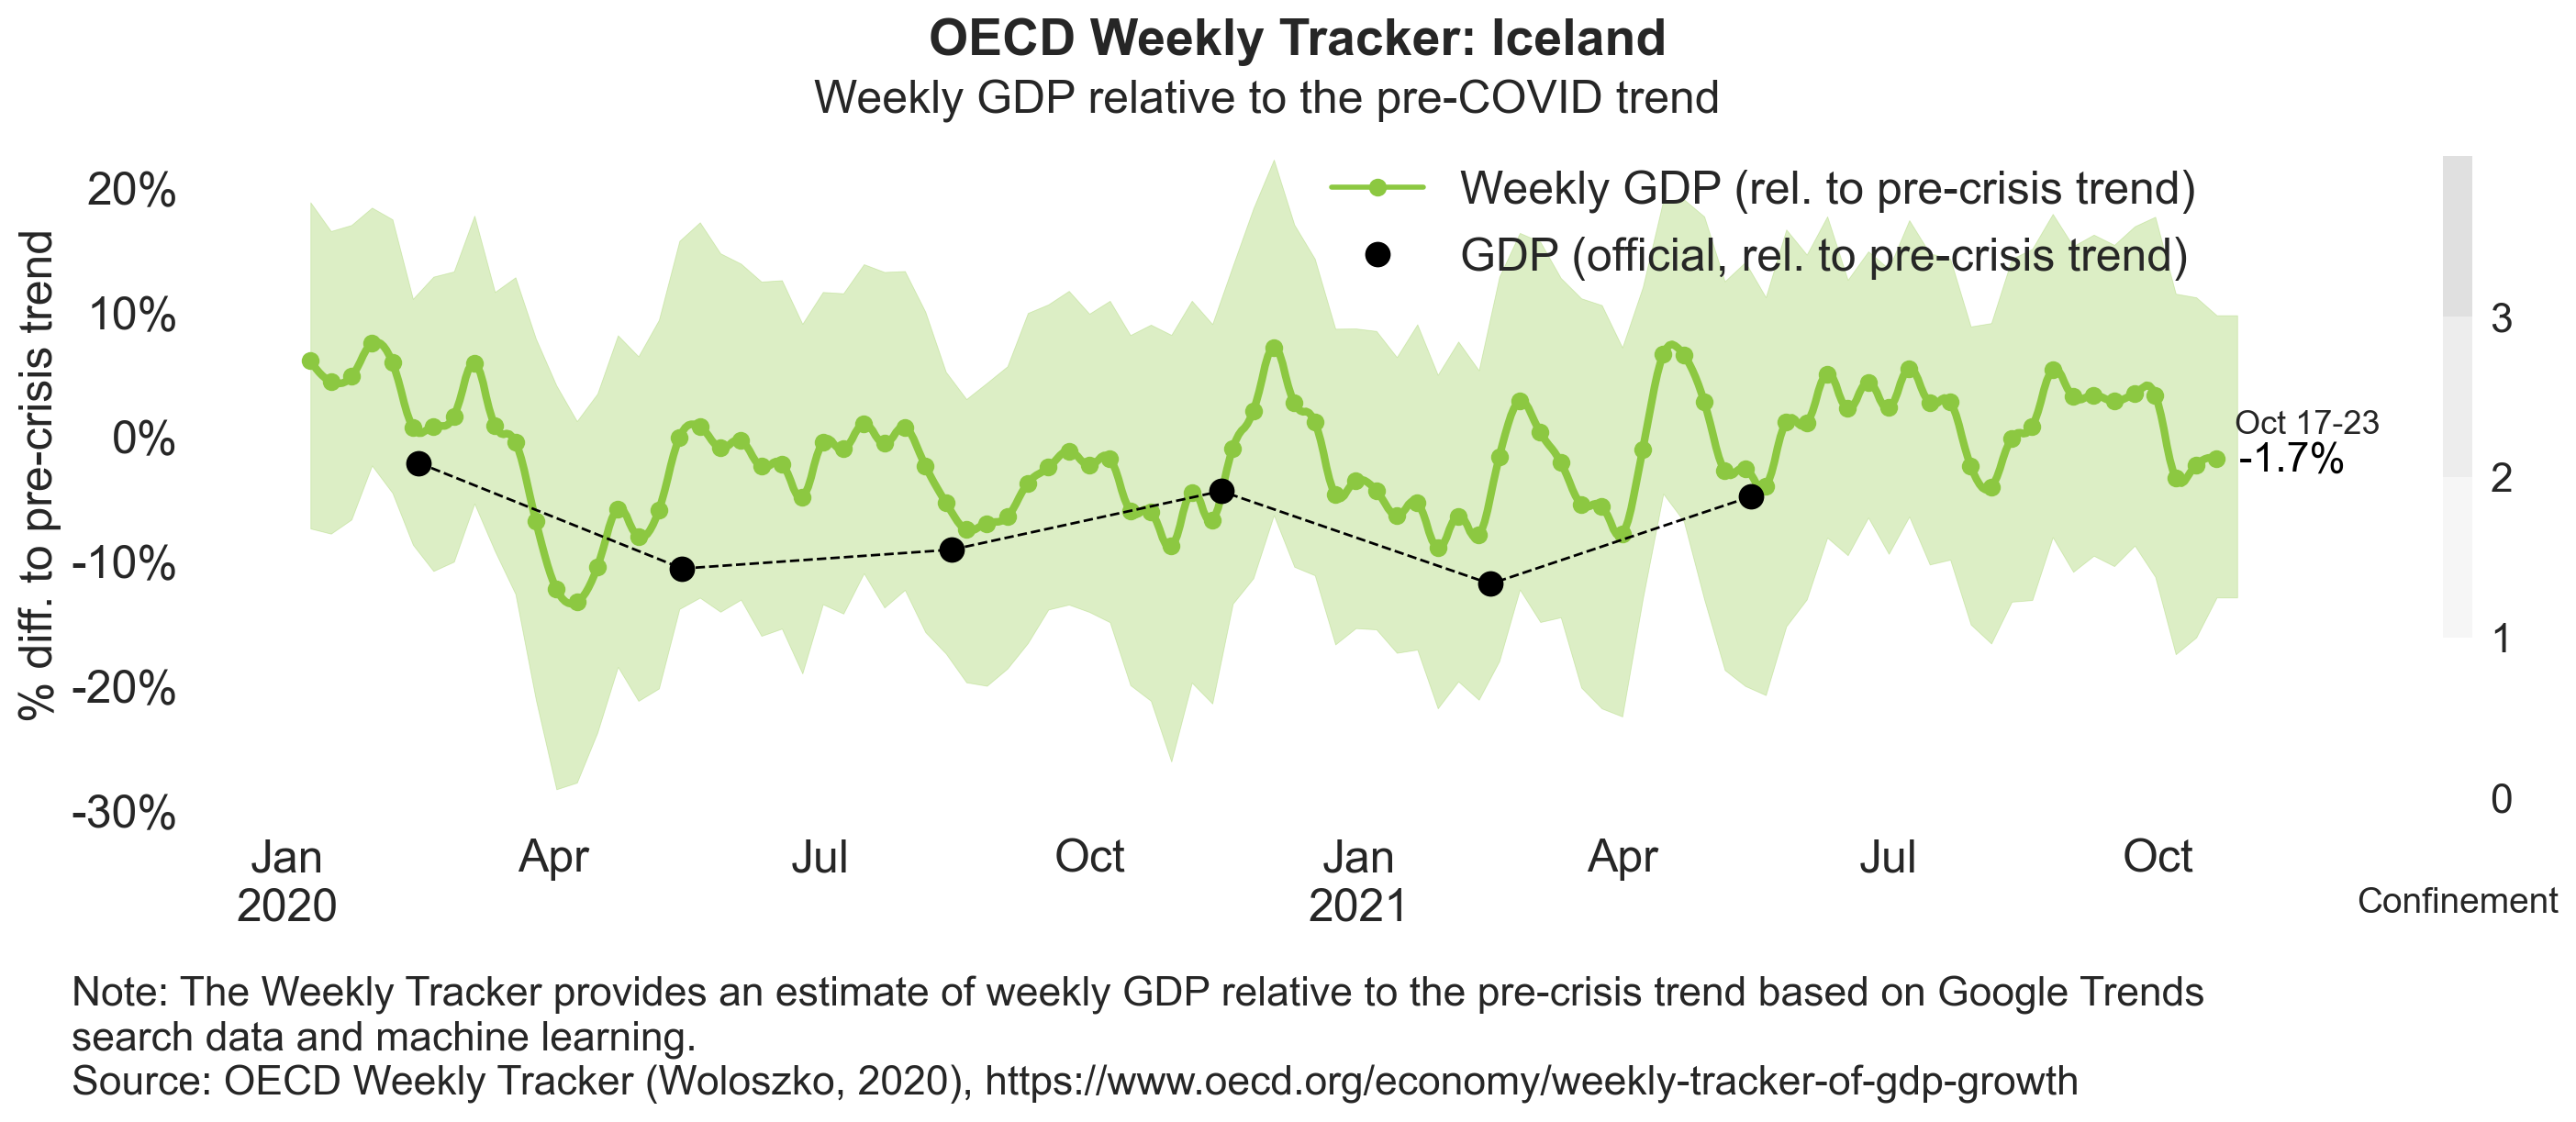 OECD Weekly Tracker: Iceland
Weekly GDP relative to the pre-COVID trend
% diff. to pre-crisis trend
20%
10%
0%
-10%
-20%
-30%
Weekly GDP (rel. to pre-crisis trend)
GDP (official, rel. to pre-crisis trend)
Oct 17-23
-1.7%
3
2
1
0
Confinement
Jan Apr Jul Oct Jan Apr Jul Oct
2020 2021
Note: The Weekly Tracker provides an estimate of weekly GDP relative to the pre-crisis trend based on Google Trends
search data and machine learning.
Source: OECD Weekly Tracker (Woloszko, 2020), https://www.oecd.org/economy/weekly-tracker-of-gdp-growth